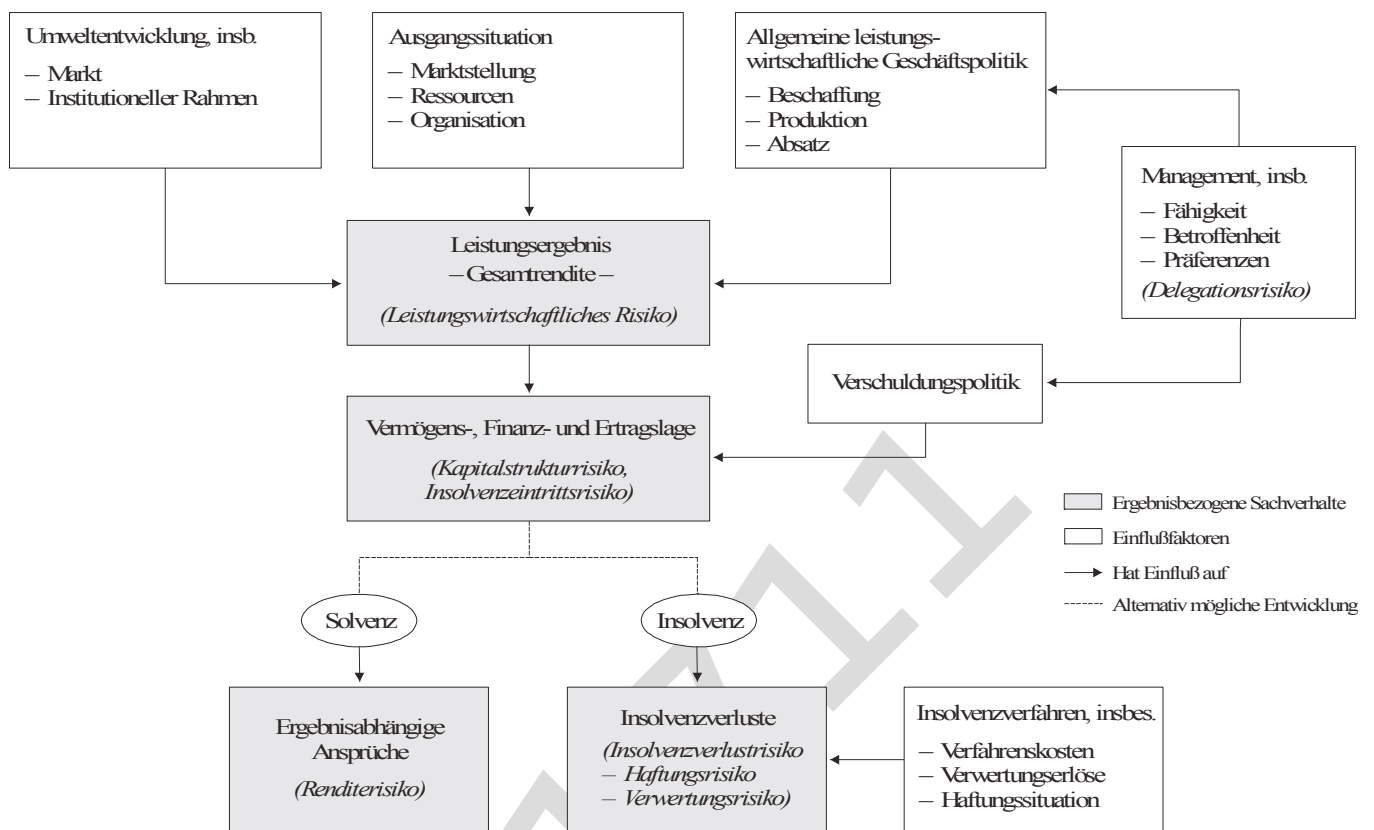 Umweltentwicklung, insb.
– Markt
– Institutioneller Rahmen
Ausgangssituation
– Marktstellung
– Ressourcen
– Organisation
Allgemeine leistungs-
wirtschaftliche Geschäftspolitik
– Beschaffung
– Produktion
– Absatz
Management, insb.
– Fähigkeit
– Betroffenheit
– Präferenzen
(Delegationsrisiko)
Leistungsergebnis
– Gesamtrendite –
(Leistungswirtschaftliches Risiko)
Verschuldungspolitik
Vermögens-, Finanz- und Ertragslage
(Kapitalstrukturrisiko,
Insolvenzeintrittsrisiko)
Ergebnisbezogene Sachverhalte
Einflußfaktoren
Hat Einfluß auf
Alternativ mögliche Entwicklung
Solvenz
Insolvenz
Ergebnisabhängige
Ansprüche
(Renditerisiko)
Insolvenzverluste
(Insolvenzverlustrisiko
– Haftungsrisiko
– Verwertungsrisiko)
Insolvenzverfahren, insbes.
– Verfahrenskosten
– Verwertungserlöse
– Haftungssituation